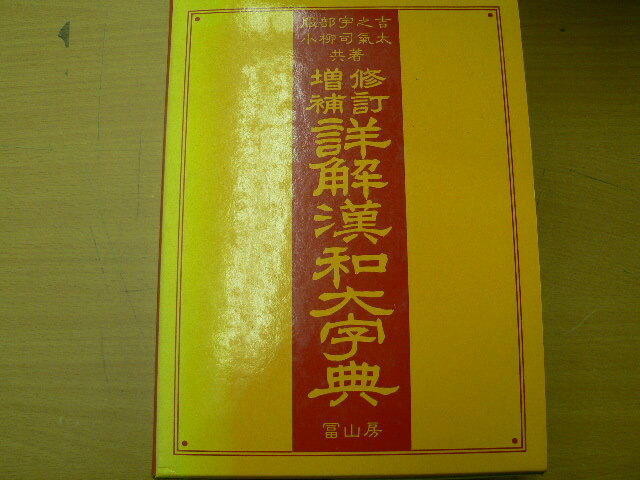 服部宇之吉
小柳司氣太
共著
修訂
増補
詳解漢和大字典
冨山房